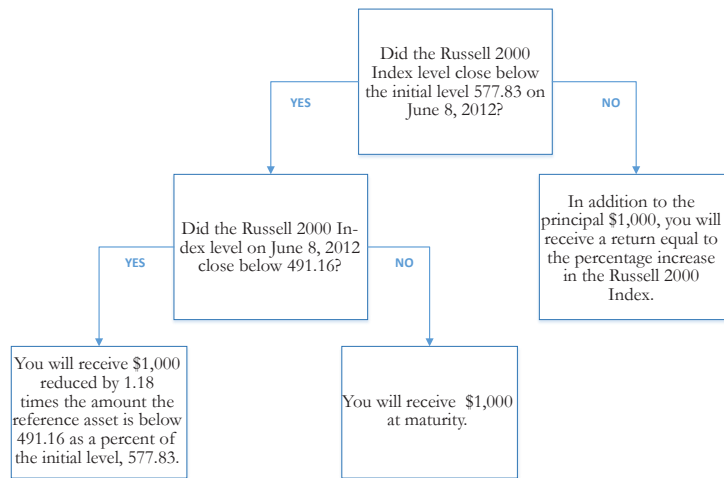 Did the Russell 2000
Index level close below
the initial level 577.83 on
June 8, 2012?
YES
NO
Did the Russell 2000 In-
dex level on June 8, 2012
close below 491.16?
In addition to the
principal $1,000, you will
receive a return equal to
the percentage increase
in the Russell 2000
Index.
YES
NO
You will receive $1,000
reduced by 1.18
times the amount the
reference asset is below
491.16 as a percent of
the initial level, 577.83.
You will receive $1,000
at maturity.